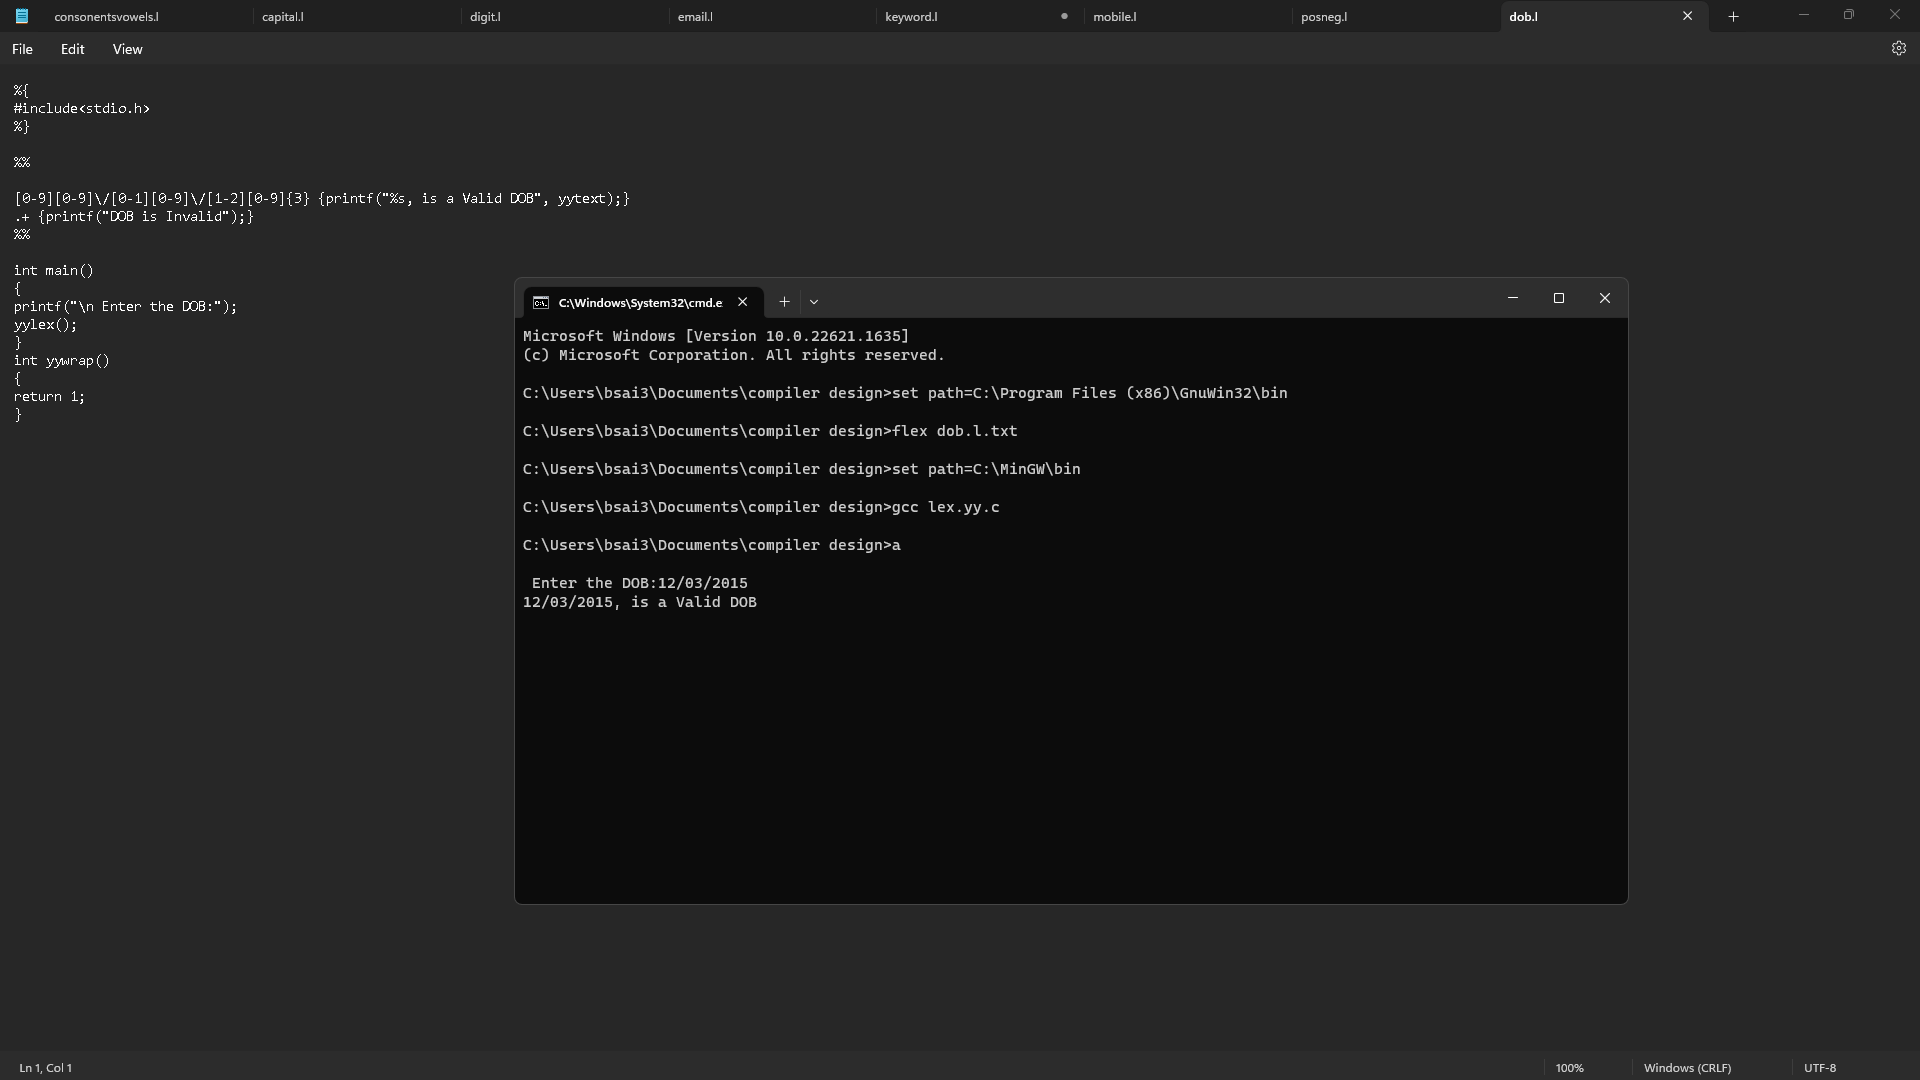 consonentsvowels.l
capital.l
digit.l
email.l
keyword.l
mobile.l
posneg.l
dob.l
File Edit View
%{
#include<stdio.h>
%}
%%
[0-9][0-9]\/[0-1][0-9]\/[1-2][0-9]{3} {printf("%s, is a Valid DOB", yytext);}
.+ {printf("DOB is Invalid");}
%%
int main()
{
printf("\n Enter the DOB:");
yylex();
}
int yywrap()
{
return 1;
}
C:\Windows\System32\cmd.e
Microsoft Windows [Version 10.0.22621.1635]
(c) Microsoft Corporation. All rights reserved.
C:\Users\bsai3\Documents\compiler design>set path=C:\Program Files (x86)\GnuWin32\bin
C:\Users\bsai3\Documents\compiler design>flex dob.l.txt
C:\Users\bsai3\Documents\compiler design>set path=C:\MinGW\bin
C:\Users\bsai3\Documents\compiler design>gcc lex.yy.c
C:\Users\bsai3\Documents\compiler design>a
Enter the DOB:12/03/2015
12/03/2015, is a Valid DOB
Ln 1, Col 1
100%
Windows (CRLF)
UTF-8